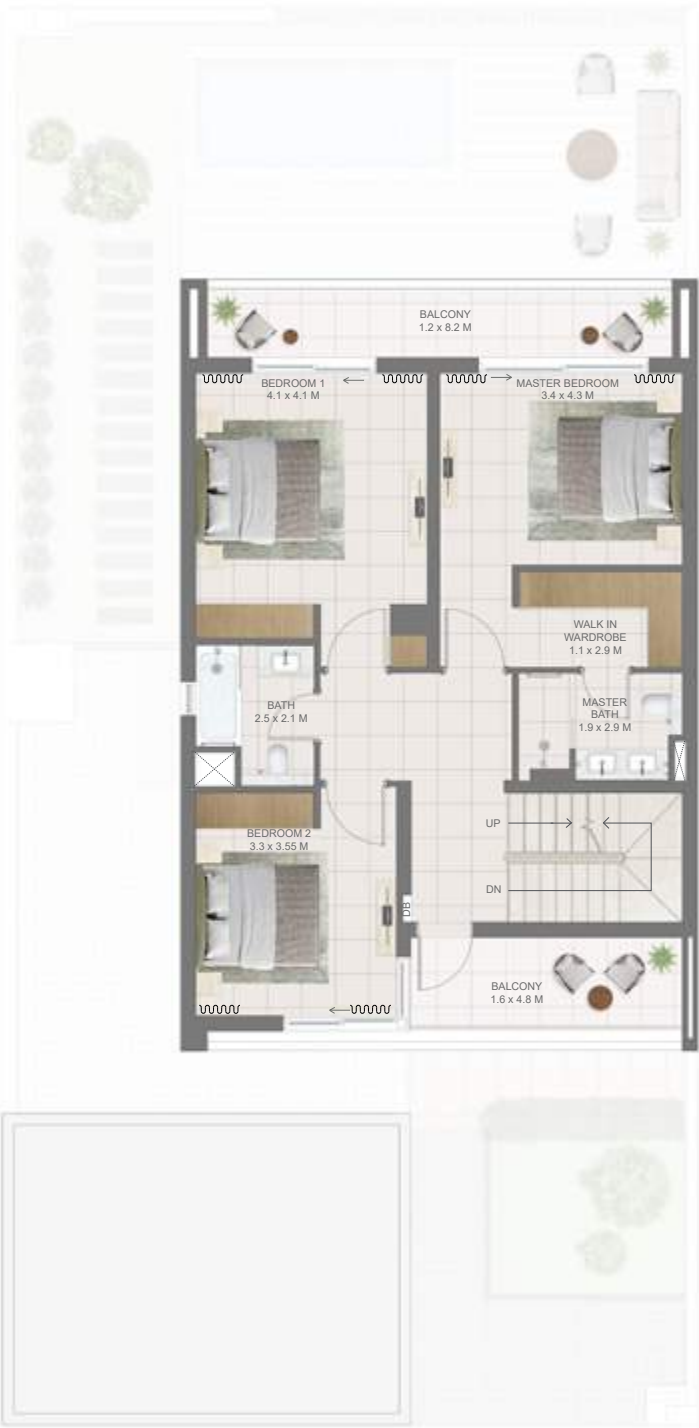 BALCONY
1.2 x 8.2 M
BEDROOM 1
4.1 x 4.1 M
MASTER BEDROOM
3.4 x 4.3 M
WALK IN
WARDROBE
1.1 x 2.9 M
BATH
2.5 x 2.1 M
MASTER
BATH
1.9 x 2.9 M
BEDROOM 2
3.3 x 3.55 M
UP
DN
DB
BALCONY
1.6 x 4.8 M